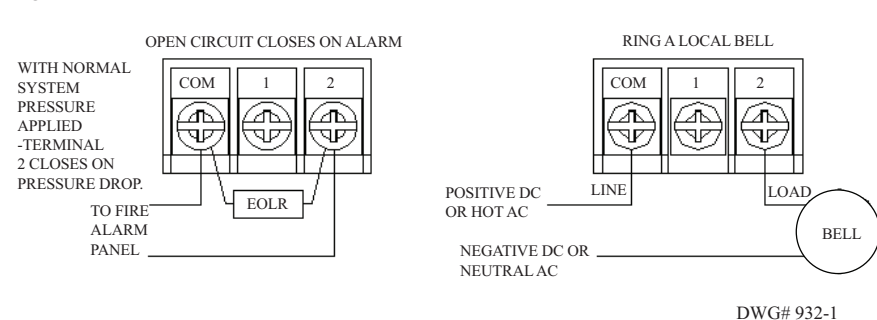 OPEN CIRCUIT CLOSES ON ALARM
WITH NORMAL
SYSTEM
PRESSURE
APPLIED
-TERMINAL
2 CLOSES ON
PRESSURE DROP.
COM 1 2
EOLR
TO FIRE
ALARM
PANEL
RING A LOCAL BELL
COM 1 2
LINE
LOAD
POSITIVE DC
OR HOT AC
BELL
NEGATIVE DC OR
NEUTRAL AC
DWG# 932-1